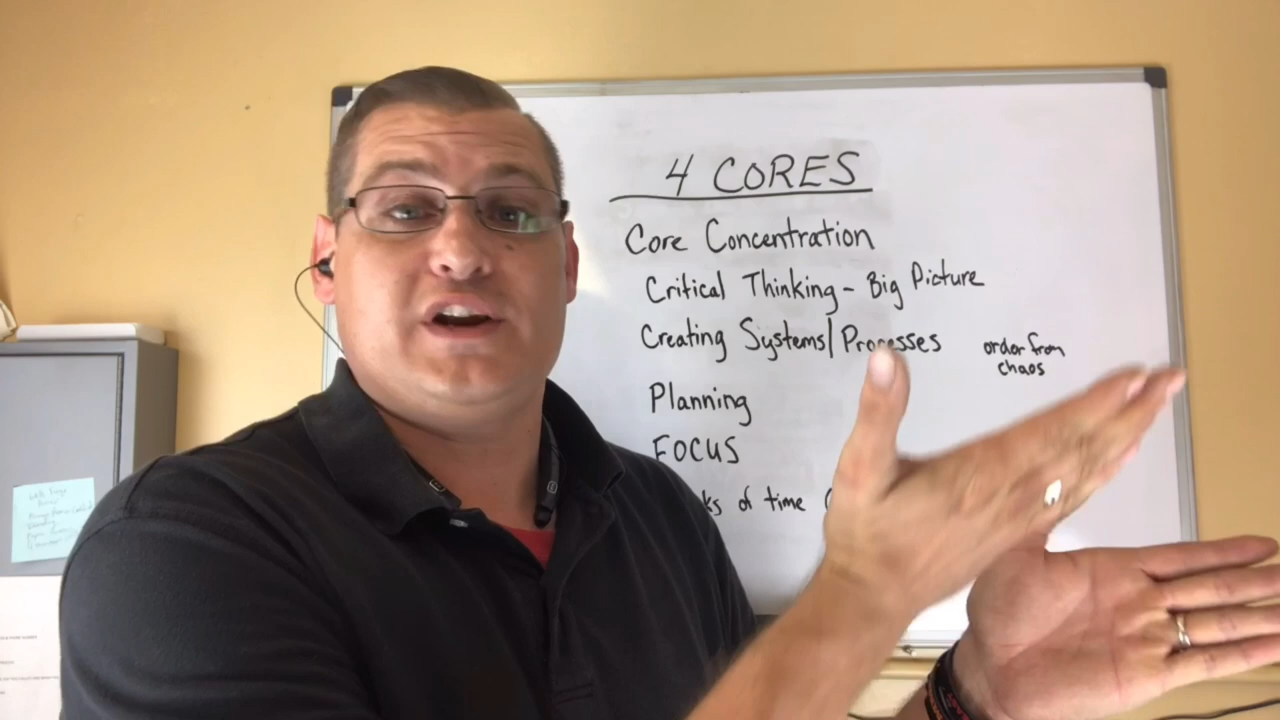 4 CORES
Core Concentration
Critical Thinking - Big Picture
Creating Systems/Processes
order from
chaos
Planning
FOCUS
of time